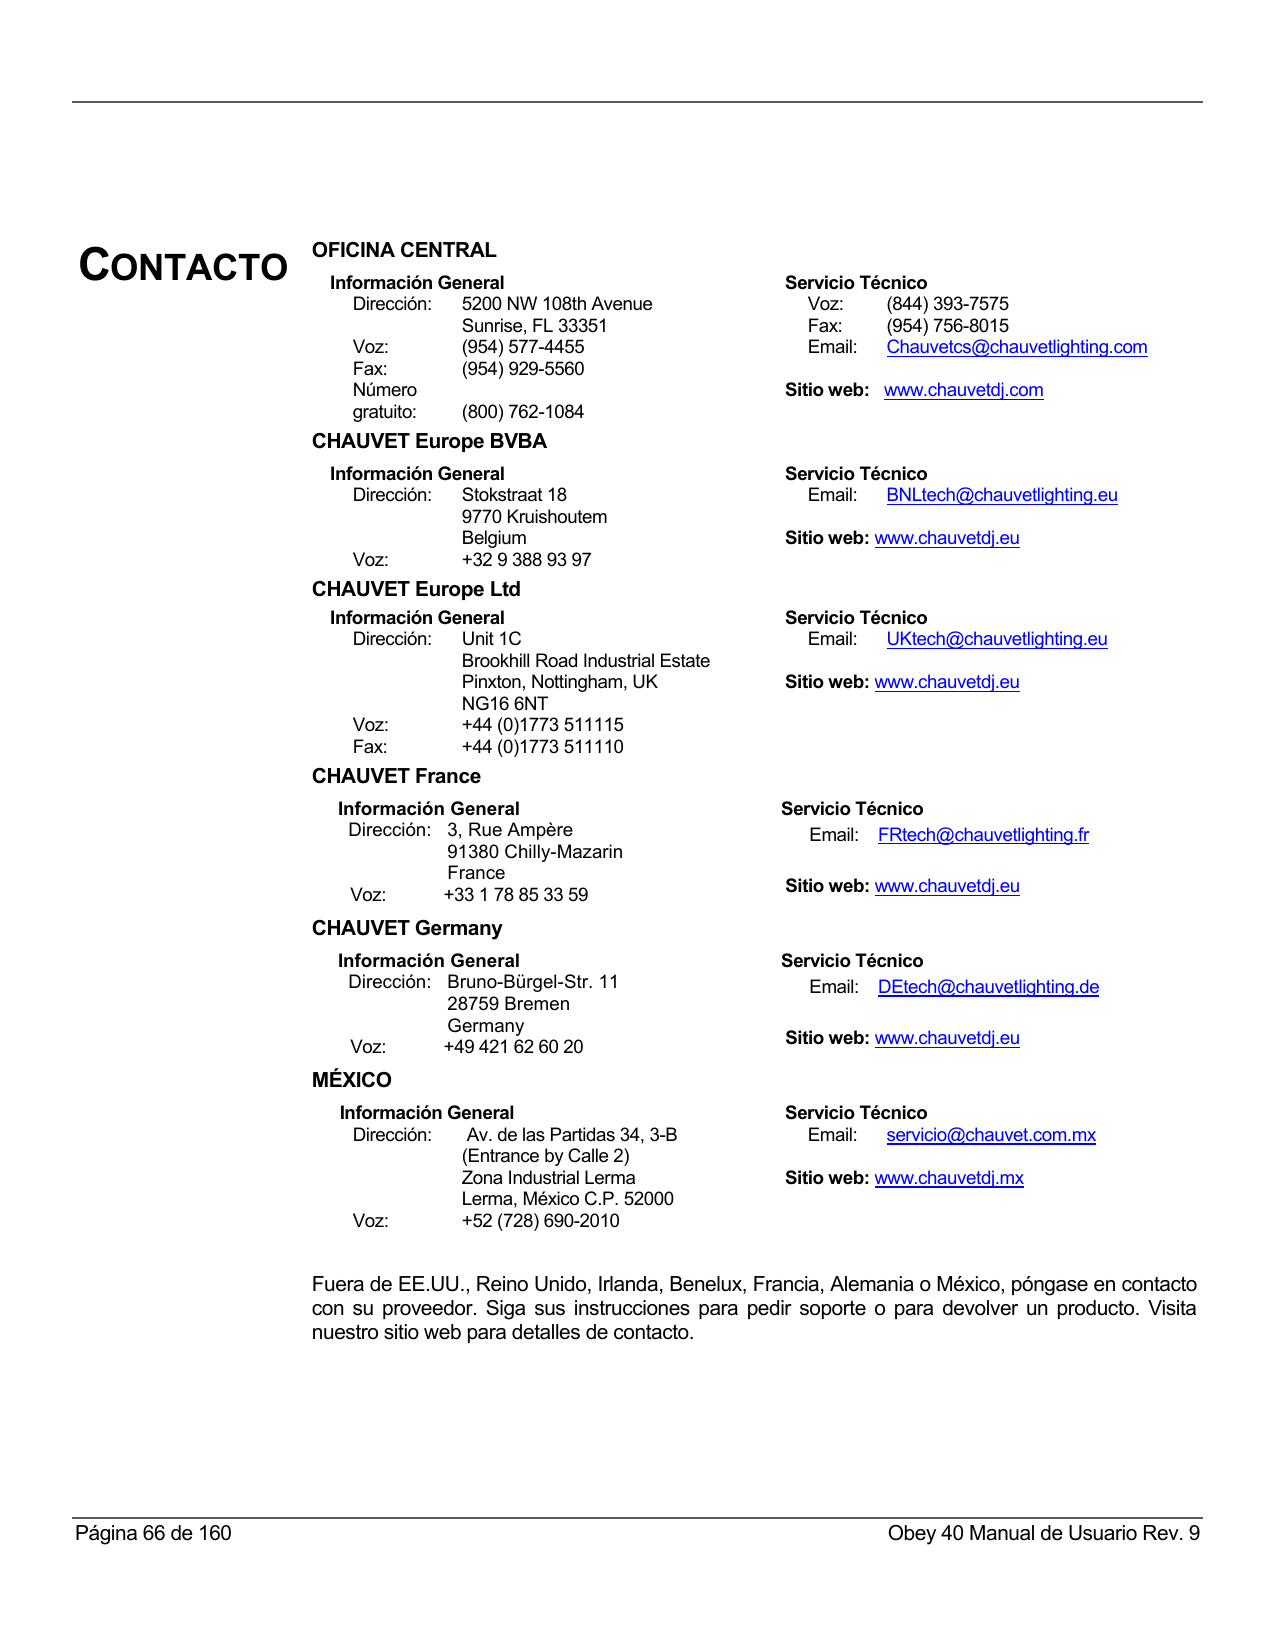 CONTACTO
OFICINA CENTRAL
Información General
Dirección: 5200 NW 108th Avenue
Sunrise, FL 33351
Voz: (954) 577-4455
Fax: (954) 929-5560
Número
gratuito: (800) 762-1084
Servicio Técnico
Voz: (844) 393-7575
Fax: (954) 756-8015
Email: Chauvetcs@chauvetlighting.com
Sitio web: www.chauvetdj.com
CHAUVET Europe BVBA
Información General
Dirección: Stokstraat 18
9770 Kruishoutem
Belgium
Voz: +32 9 388 93 97
Servicio Técnico
Email: BNLtech@chauvetlighting.eu
Sitio web: www.chauvetdj.eu
CHAUVET Europe Ltd
Información General
Dirección: Unit 1C
Brookhill Road Industrial Estate
Pinxton, Nottingham, UK
NG16 6NT
Voz: +44 (0)1773 511115
Fax: +44 (0)1773 511110
Servicio Técnico
Email: UKtech@chauvetlighting.eu
Sitio web: www.chauvetdj.eu
CHAUVET France
Información General
Dirección: 3, Rue Ampère
91380 Chilly-Mazarin
France
Voz: +33 1 78 85 33 59
Servicio Técnico
Email: FRtech@chauvetlighting.fr
Sitio web: www.chauvetdj.eu
CHAUVET Germany
Información General
Dirección: Bruno-Bürgel-Str. 11
28759 Bremen
Germany
Voz: +49 421 62 60 20
Servicio Técnico
Email: DEtech@chauvetlighting.de
Sitio web: www.chauvetdj.eu
MÉXICO
Información General
Dirección: Av. de las Partidas 34, 3-B
(Entrance by Calle 2)
Zona Industrial Lerma
Lerma, México C.P. 52000
Voz: +52 (728) 690-2010
Servicio Técnico
Email: servicio@chauvet.com.mx
Sitio web: www.chauvetdj.mx
Fuera de EE.UU., Reino Unido, Irlanda, Benelux, Francia, Alemania o México, póngase en contacto
con su proveedor. Siga sus instrucciones para pedir soporte o para devolver un producto. Visita
nuestro sitio web para detalles de contacto.
Página 66 de 160
Obey 40 Manual de Usuario Rev. 9